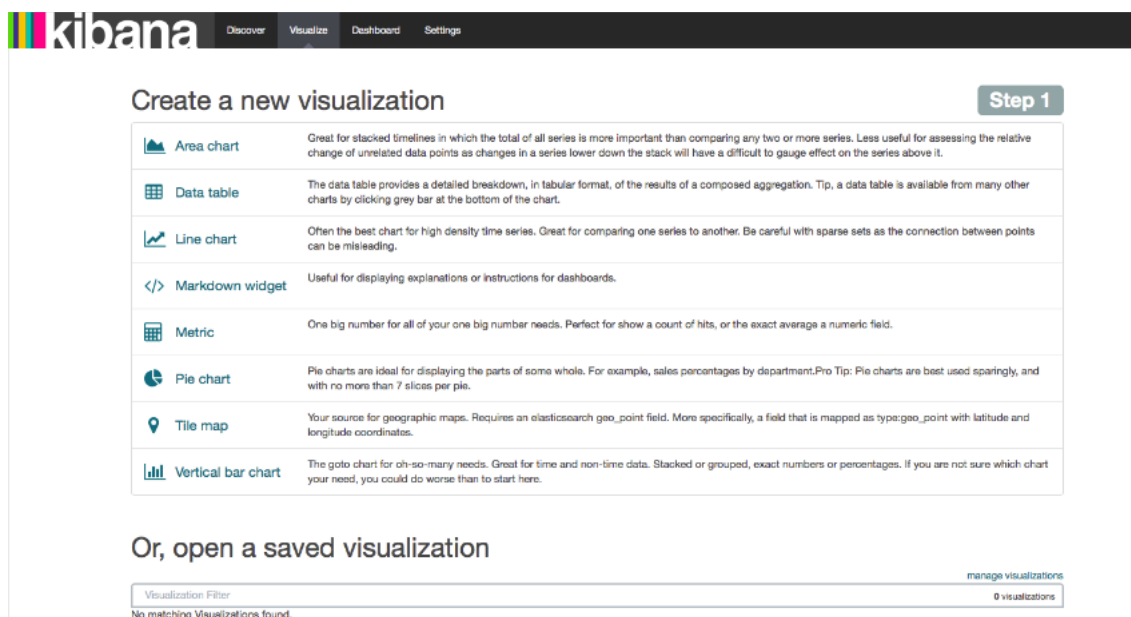 kibana Discover Visualize Dashboard Settings
Create a new visualization
Step 1
Area chart
Great for stacked timelines in which the total of all series is more important than comparing any two or more series. Less useful for assessing the relative
change of unrelated data points as changes in a series lower down the stack will have a difficult to gauge effect on the series above it.
Data table
The data table provides a detailed breakdown, in tabular format, of the results of a composed aggregation. Tip, a data table is available from many other
charts by clicking grey bar at the bottom of the chart.
Line chart
Often the best chart for high density time series. Great for comparing one series to another. Be careful with sparse sets as the connection between points
can be misleading.
Markdown widget
Useful for displaying explanations or instructions for dashboards.
Metric
One big number for all of your one big number needs. Perfect for show a count of hits, or the exact average a numeric field.
Pie chart
Pie charts are ideal for displaying the parts of some whole. For example, sales percentages by department.Pro Tip: Pie charts are best used sparingly, and
with no more than 7 slices per pie.
Tile map
Your source for geographic maps. Requires an elasticsearch geo_point field. More specifically, a field that is mapped as type:geo_point with latitude and
longitude coordinates.
Vertical bar chart
The goto chart for oh-so-many needs. Great for time and non-time data. Stacked or grouped, exact numbers or percentages. If you are not sure which chart
your need, you could do worse than to start here.
Or, open a saved visualization
manage visualizations
Visualization Filter
0 visualizations
No matching Visualizations found.